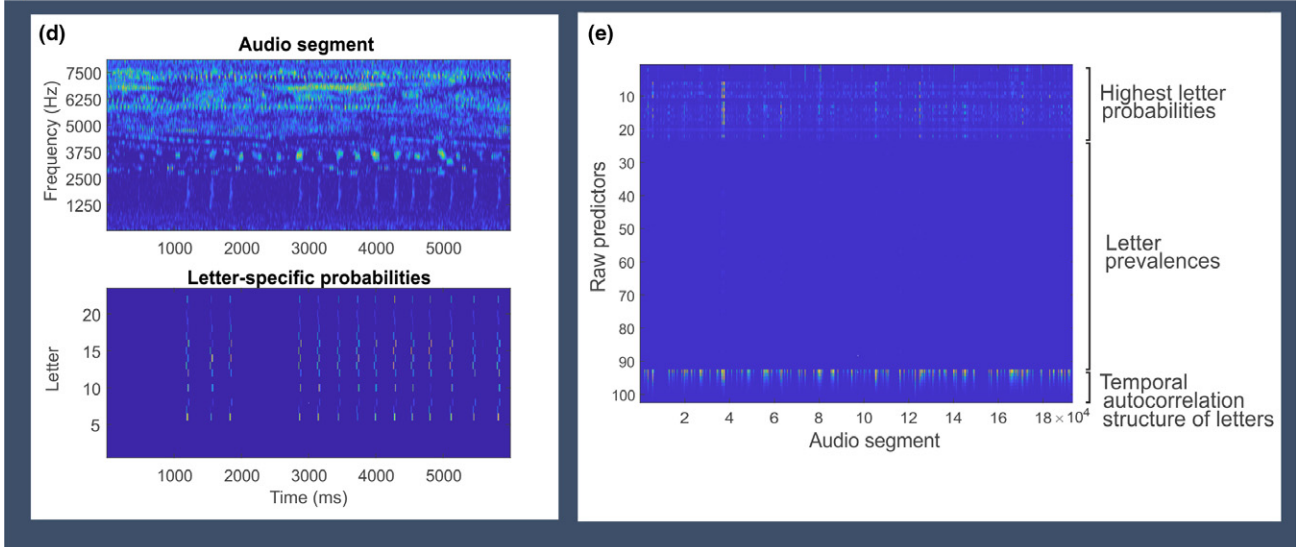 (d)
Audio segment
Frequency (Hz)
7500
6250
5000
3750
2500
1250
1000 2000 3000 4000 5000
Letter-specific probabilities
Letter
20
15
10
5
1000 2000 3000 4000 5000
Time (ms)
(e)
Raw predictors
10
20
30
40
50
60
70
80
90
100
2 4 6 8 10 12 14 16 18 ×10⁴
Audio segment
Highest letter
probabilities
Letter
prevalences
Temporal
autocorrelation
structure of letters